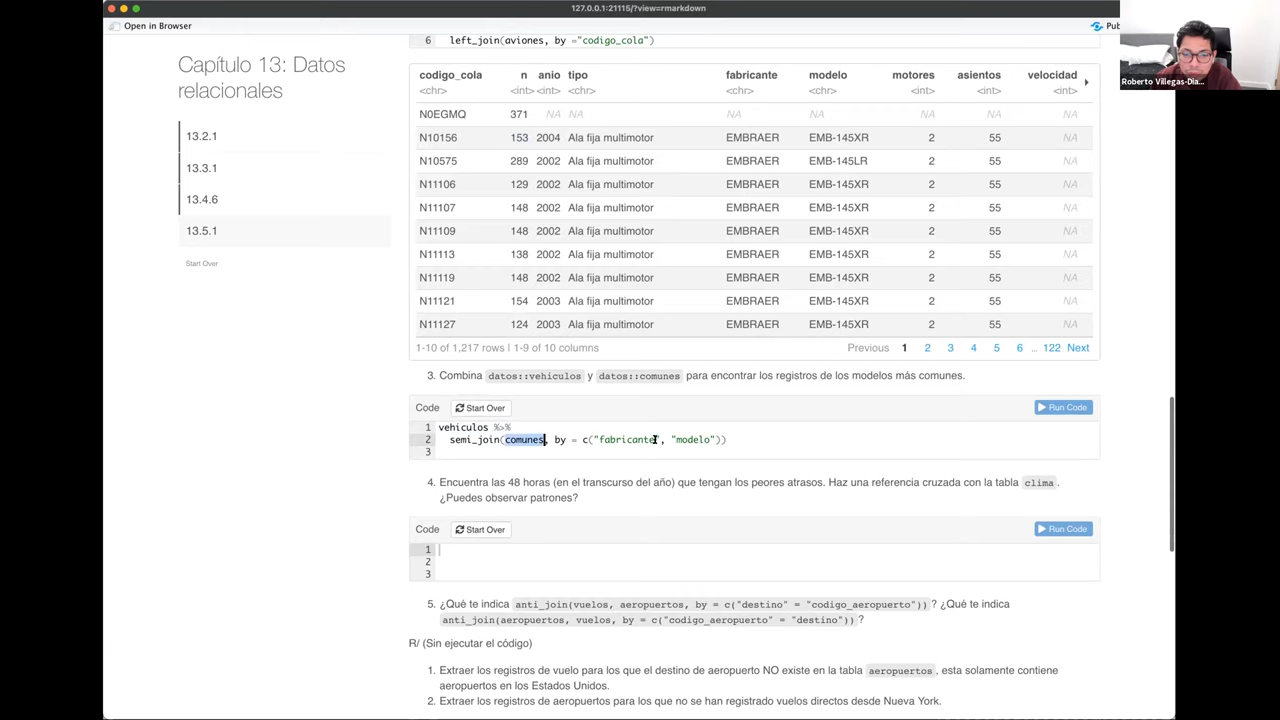 127.0.0.1:21115/?view=rmarkdown
Open in Browser
Roberto Villegas-Dia...
Capítulo 13: Datos
relacionales
13.2.1
13.3.1
13.4.6
13.5.1
Start Over
6 left_join(aviones, by ="codigo_cola")
codigo_cola n anio tipo fabricante modelo motores asientos velocidad
<chr> <int> <int> <chr> <chr> <chr> <int> <int> <int>
N0EGMQ 371 NA NA NA NA NA NA NA
N10156 153 2004 Ala fija multimotor EMBRAER EMB-145XR 2 55 NA
N10575 289 2002 Ala fija multimotor EMBRAER EMB-145LR 2 55 NA
N11106 129 2002 Ala fija multimotor EMBRAER EMB-145XR 2 55 NA
N11107 148 2002 Ala fija multimotor EMBRAER EMB-145XR 2 55 NA
N11109 148 2002 Ala fija multimotor EMBRAER EMB-145XR 2 55 NA
N11113 138 2002 Ala fija multimotor EMBRAER EMB-145XR 2 55 NA
N11119 148 2002 Ala fija multimotor EMBRAER EMB-145XR 2 55 NA
N11121 154 2003 Ala fija multimotor EMBRAER EMB-145XR 2 55 NA
N11127 124 2003 Ala fija multimotor EMBRAER EMB-145XR 2 55 NA
1-10 of 1,217 rows | 1-9 of 10 columns Previous 1 2 3 4 5 6 ... 122 Next
3. Combina datos::vehiculos y datos::comunes para encontrar los registros de los modelos más comunes.
Code Start Over Run Code
1 vehiculos %>%
2 semi_join(comunes, by = c("fabricante", "modelo"))
3
4. Encuentra las 48 horas (en el transcurso del año) que tengan los peores atrasos. Haz una referencia cruzada con la tabla clima.
¿Puedes observar patrones?
Code Start Over Run Code
1
2
3
5. ¿Qué te indica anti_join(vuelos, aeropuertos, by = c("destino" = "codigo_aeropuerto"))? ¿Qué te indica
anti_join(aeropuertos, vuelos, by = c("codigo_aeropuerto" = "destino"))?
R/ (Sin ejecutar el código)
1. Extraer los registros de vuelo para los que el destino de aeropuerto NO existe en la tabla aeropuertos, esta solamente contiene
aeropuertos en los Estados Unidos.
2. Extraer los registros de aeropuertos para los que no se han registrado vuelos directos desde Nueva York.